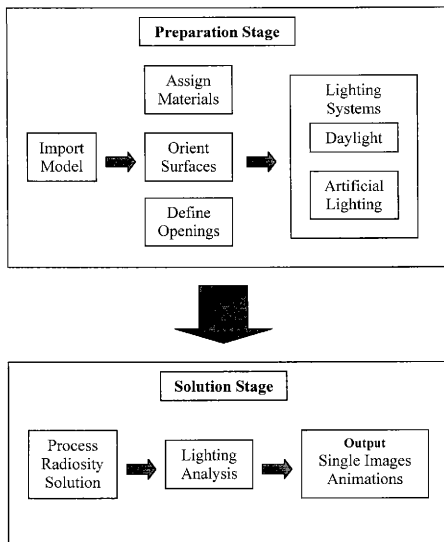 Preparation Stage
Assign
Materials
Import
Model
Orient
Surfaces
Define
Openings
Lighting
Systems
Daylight
Artificial
Lighting
Solution Stage
Process
Radiosity
Solution
Lighting
Analysis
Output
Single Images
Animations